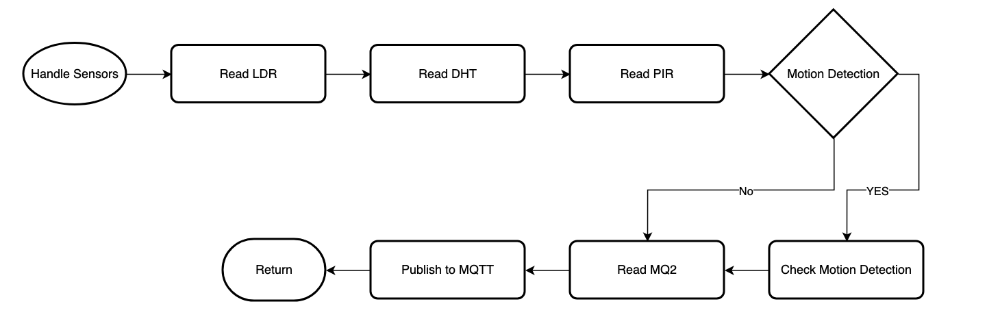 Handle Sensors
Read LDR
Read DHT
Read PIR
Motion Detection
No
YES
Return
Publish to MQTT
Read MQ2
Check Motion Detection